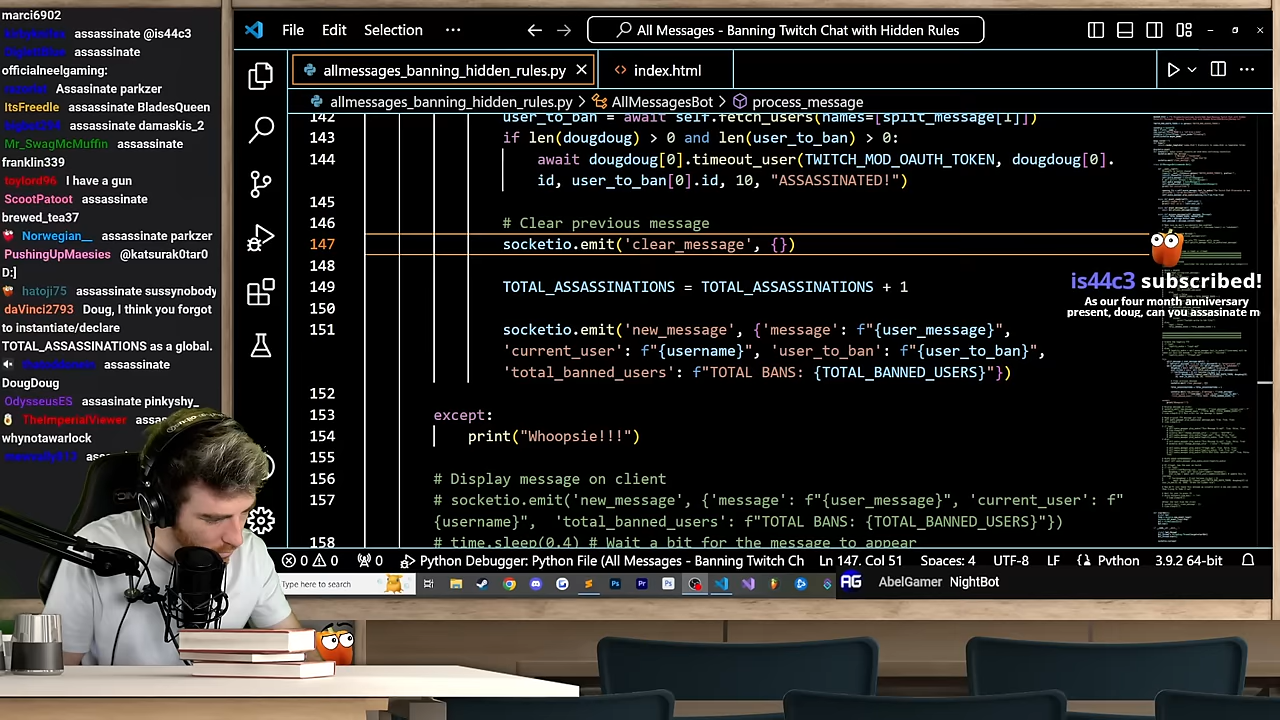 marci6902
assassinate @is44c3
assassinate
officialneelgaming:
Assasinate parkzer
ItsFreedle assassinate BladesQueen
assassinate damaskis_2
Mr_SwagMcMuffin assassinate
franklin339
taylord96 I have a gun
ScootPatoot assassinate
brewed_tea37
Norwegian__ assassinate parkzer
PushingUpMaesies @katsurak0tar0
D:]
hatoji75 assassinate sussynobody
daVinci2793 Doug, I think you forgot
to instantiate/declare
TOTAL_ASSASSINATIONS as a global.
assassinate
DougDoug
OdysseusES assassinate pinkyshy_
TheImperialViewer
whynotawarlock
File Edit Selection ···
All Messages - Banning Twitch Chat with Hidden Rules
allmessages_banning_hidden_rules.py
<> index.html
allmessages_banning_hidden_rules.py > AllMessagesBot > process_message
142 user_to_ban = await self.fetch_users(names=[split_message[1]])
143 if len(dougdoug) > 0 and len(user_to_ban) > 0:
144 await dougdoug[0].timeout_user(TWITCH_MOD_OAUTH_TOKEN, dougdoug[0].
id, user_to_ban[0].id, 10, "ASSASSINATED!")
145
146 # Clear previous message
147 socketio.emit('clear_message', {})
148
149 TOTAL_ASSASSINATIONS = TOTAL_ASSASSINATIONS + 1
150
151 socketio.emit('new_message', {'message': f"{user_message}",
'current_user': f"{username}", 'user_to_ban': f"{user_to_ban}",
'total_banned_users': f"TOTAL BANS: {TOTAL_BANNED_USERS}"})
152
153 except:
154 print("Whoopsie!!!")
155
156 # Display message on client
157 # socketio.emit('new_message', {'message': f"{user_message}", 'current_user': f"
{username}", 'total_banned_users': f"TOTAL BANS: {TOTAL_BANNED_USERS}"})
158 # time.sleep(0.4) # Wait a bit for the message to appear
is44c3 subscribed!
As our four month anniversary
present, doug, can you assasinate m
0 0 0 Python Debugger: Python File (All Messages - Banning Twitch Ch Ln 147, Col 51 Spaces: 4 UTF-8 LF Python 3.9.2 64-bit
Type here to search
AG AbelGamer NightBot